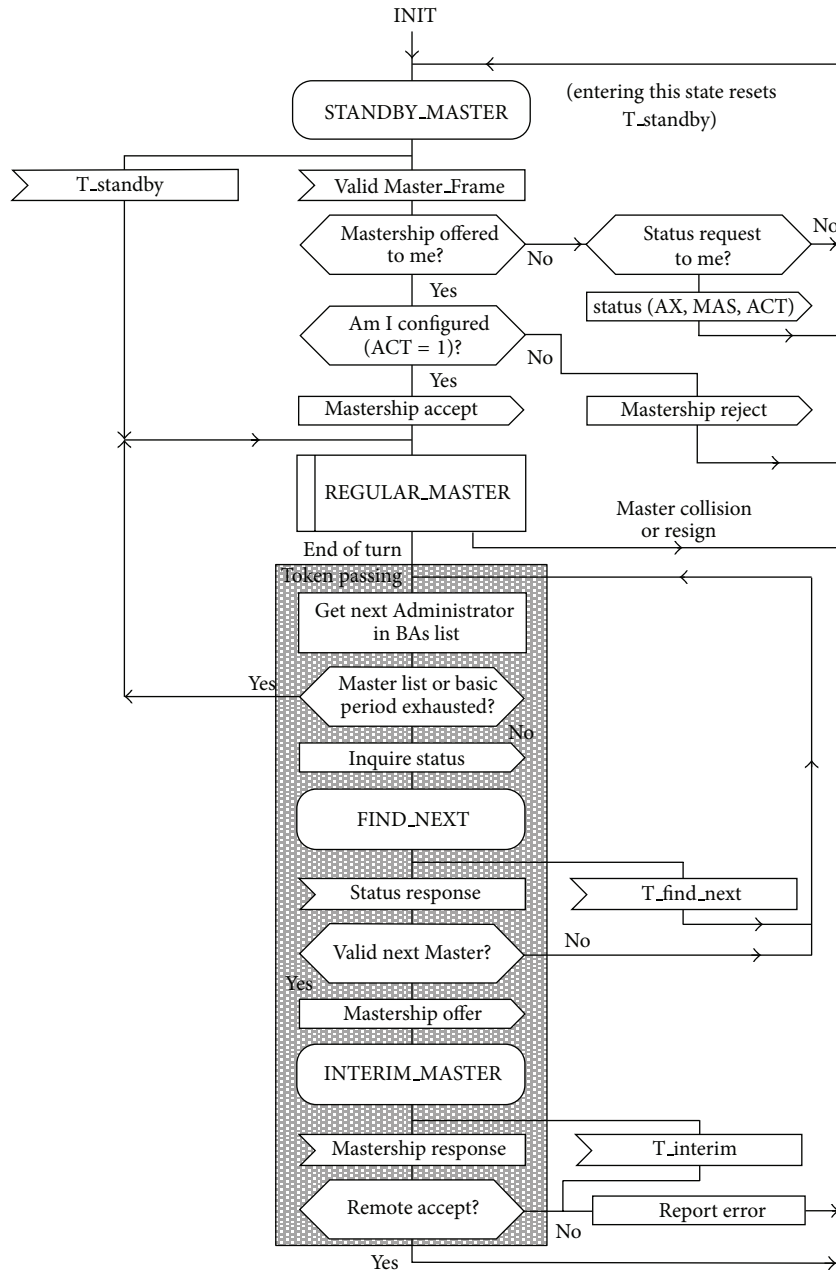 INIT
(entering this state resets
T_standby)
STANDBY_MASTER
T_standby
Valid Master_Frame
Mastership offered
to me?
No
Status request
to me?
No
Yes
status (AX, MAS, ACT)
Am I configured
(ACT = 1)?
No
Yes
Mastership accept
Mastership reject
REGULAR_MASTER
Master collision
or resign
End of turn
Token passing
Get next Administrator
in BAs list
Yes
Master list or basic
period exhausted?
No
Inquire status
FIND_NEXT
Status response
T_find_next
Valid next Master?
No
Yes
Mastership offer
INTERIM_MASTER
Mastership response
T_interim
Remote accept?
No
Report error
Yes